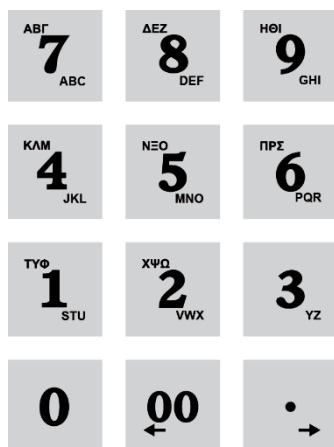 ΑΒΓ ΔΕΖ ΗΘΙ
7 8 9
ABC DEF GHI
ΚΛΜ ΝΞΟ ΠΡΣ
4 5 6
JKL MNO PQR
ΤΥΦ ΧΨΩ
1 2 3
STU VWX YZ
0 00 .
← →